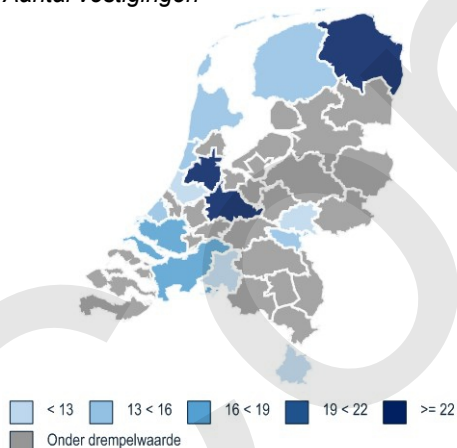 Aantal vestigingen
< 13 13 < 16 16 < 19 19 < 22 >= 22
Onder drempelwaarde